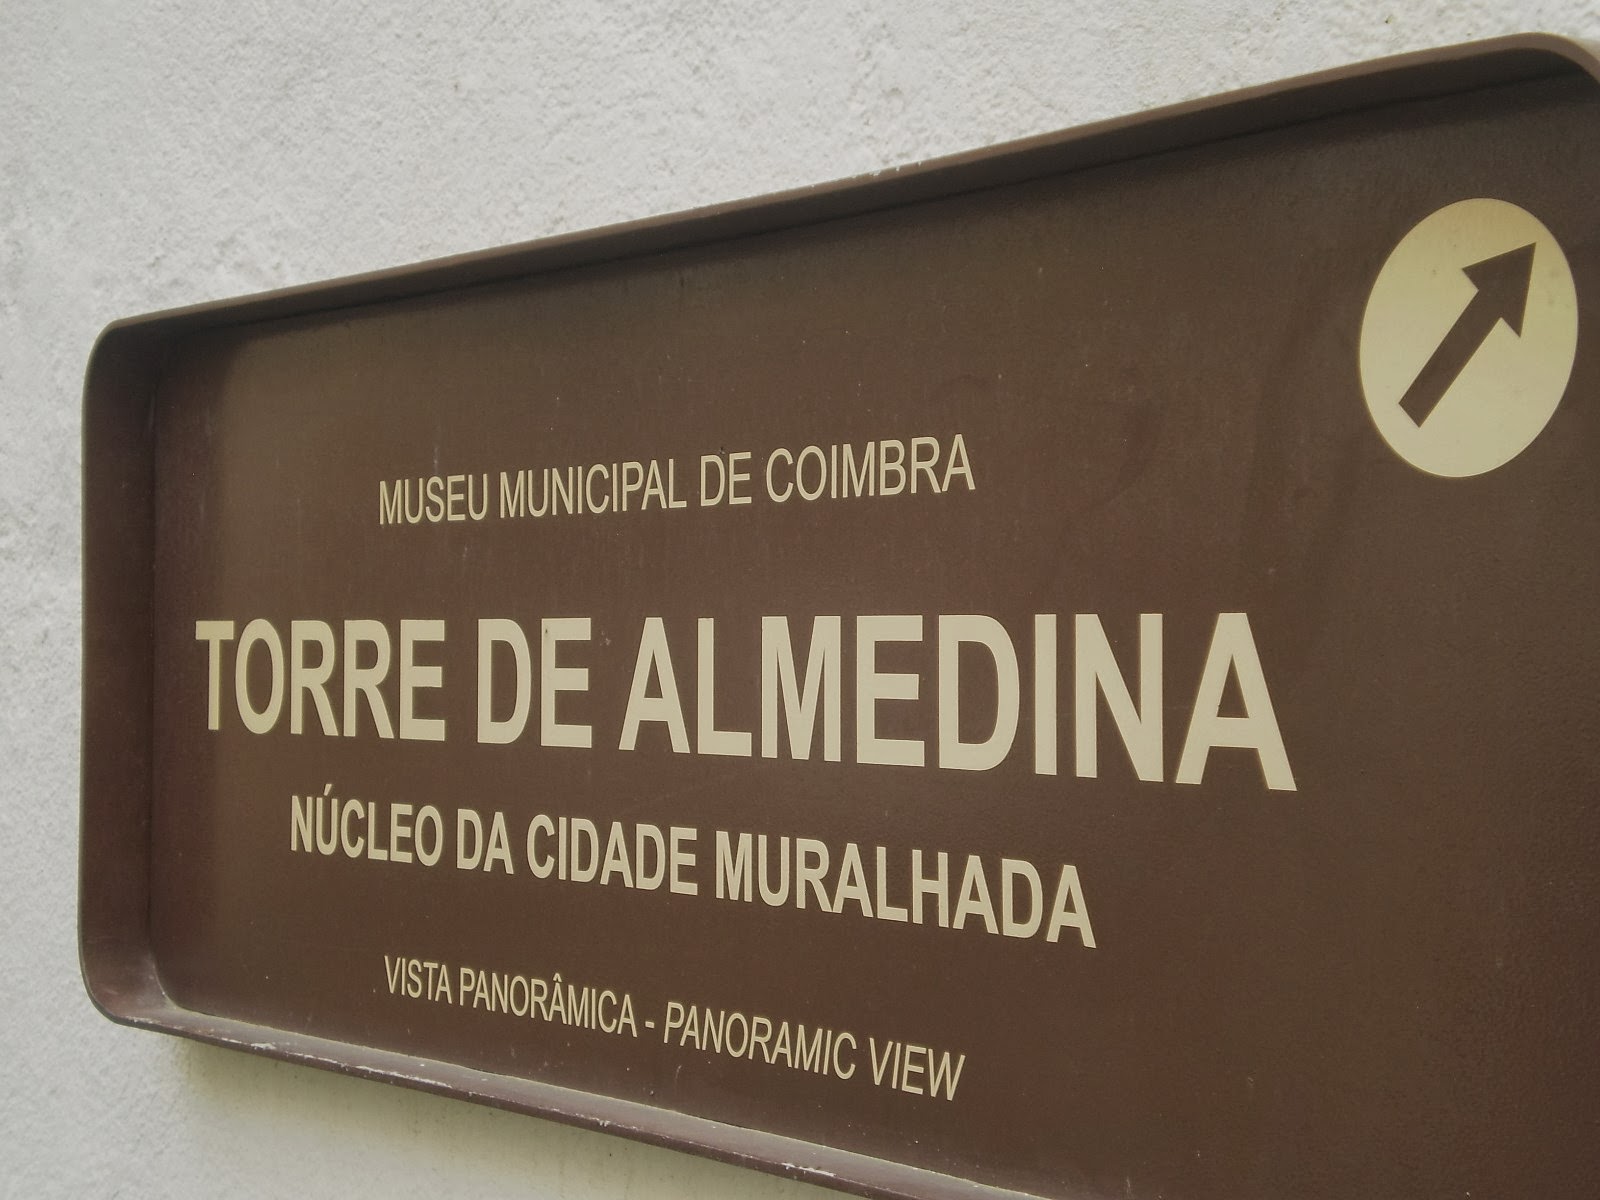 MUSEU MUNICIPAL DE COIMBRA
TORRE DE ALMEDINA
NÚCLEO DA CIDADE MURALHADA
VISTA PANORÂMICA - PANORAMIC VIEW